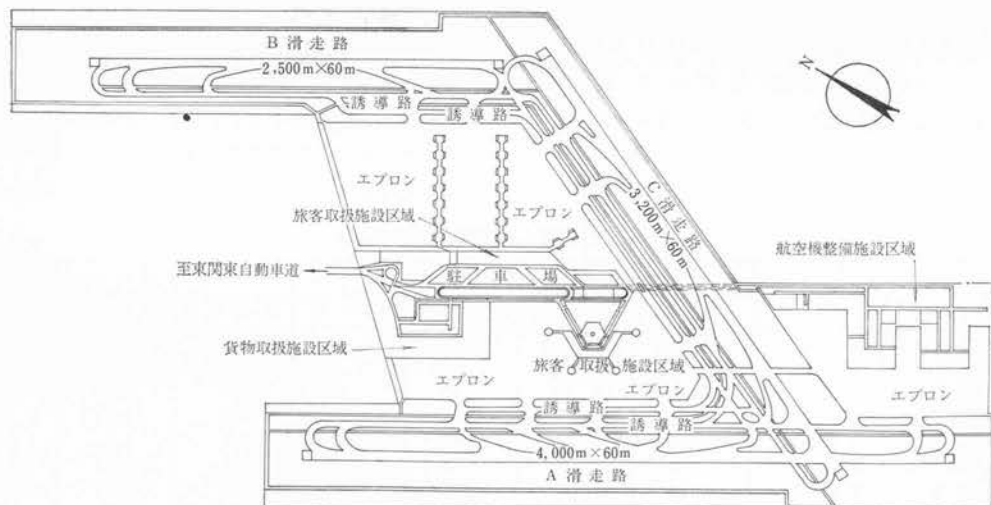 B滑走路
2,500m×60m
誘導路
誘導路
N
エプロン
エプロン
旅客取扱施設区域
C滑走路
3,200m×60m
航空機整備施設区域
至東関東自動車道
駐車場
貨物取扱施設区域
旅客取扱施設区域
エプロン
エプロン
誘導路
誘導路
4,000m×60m
A滑走路